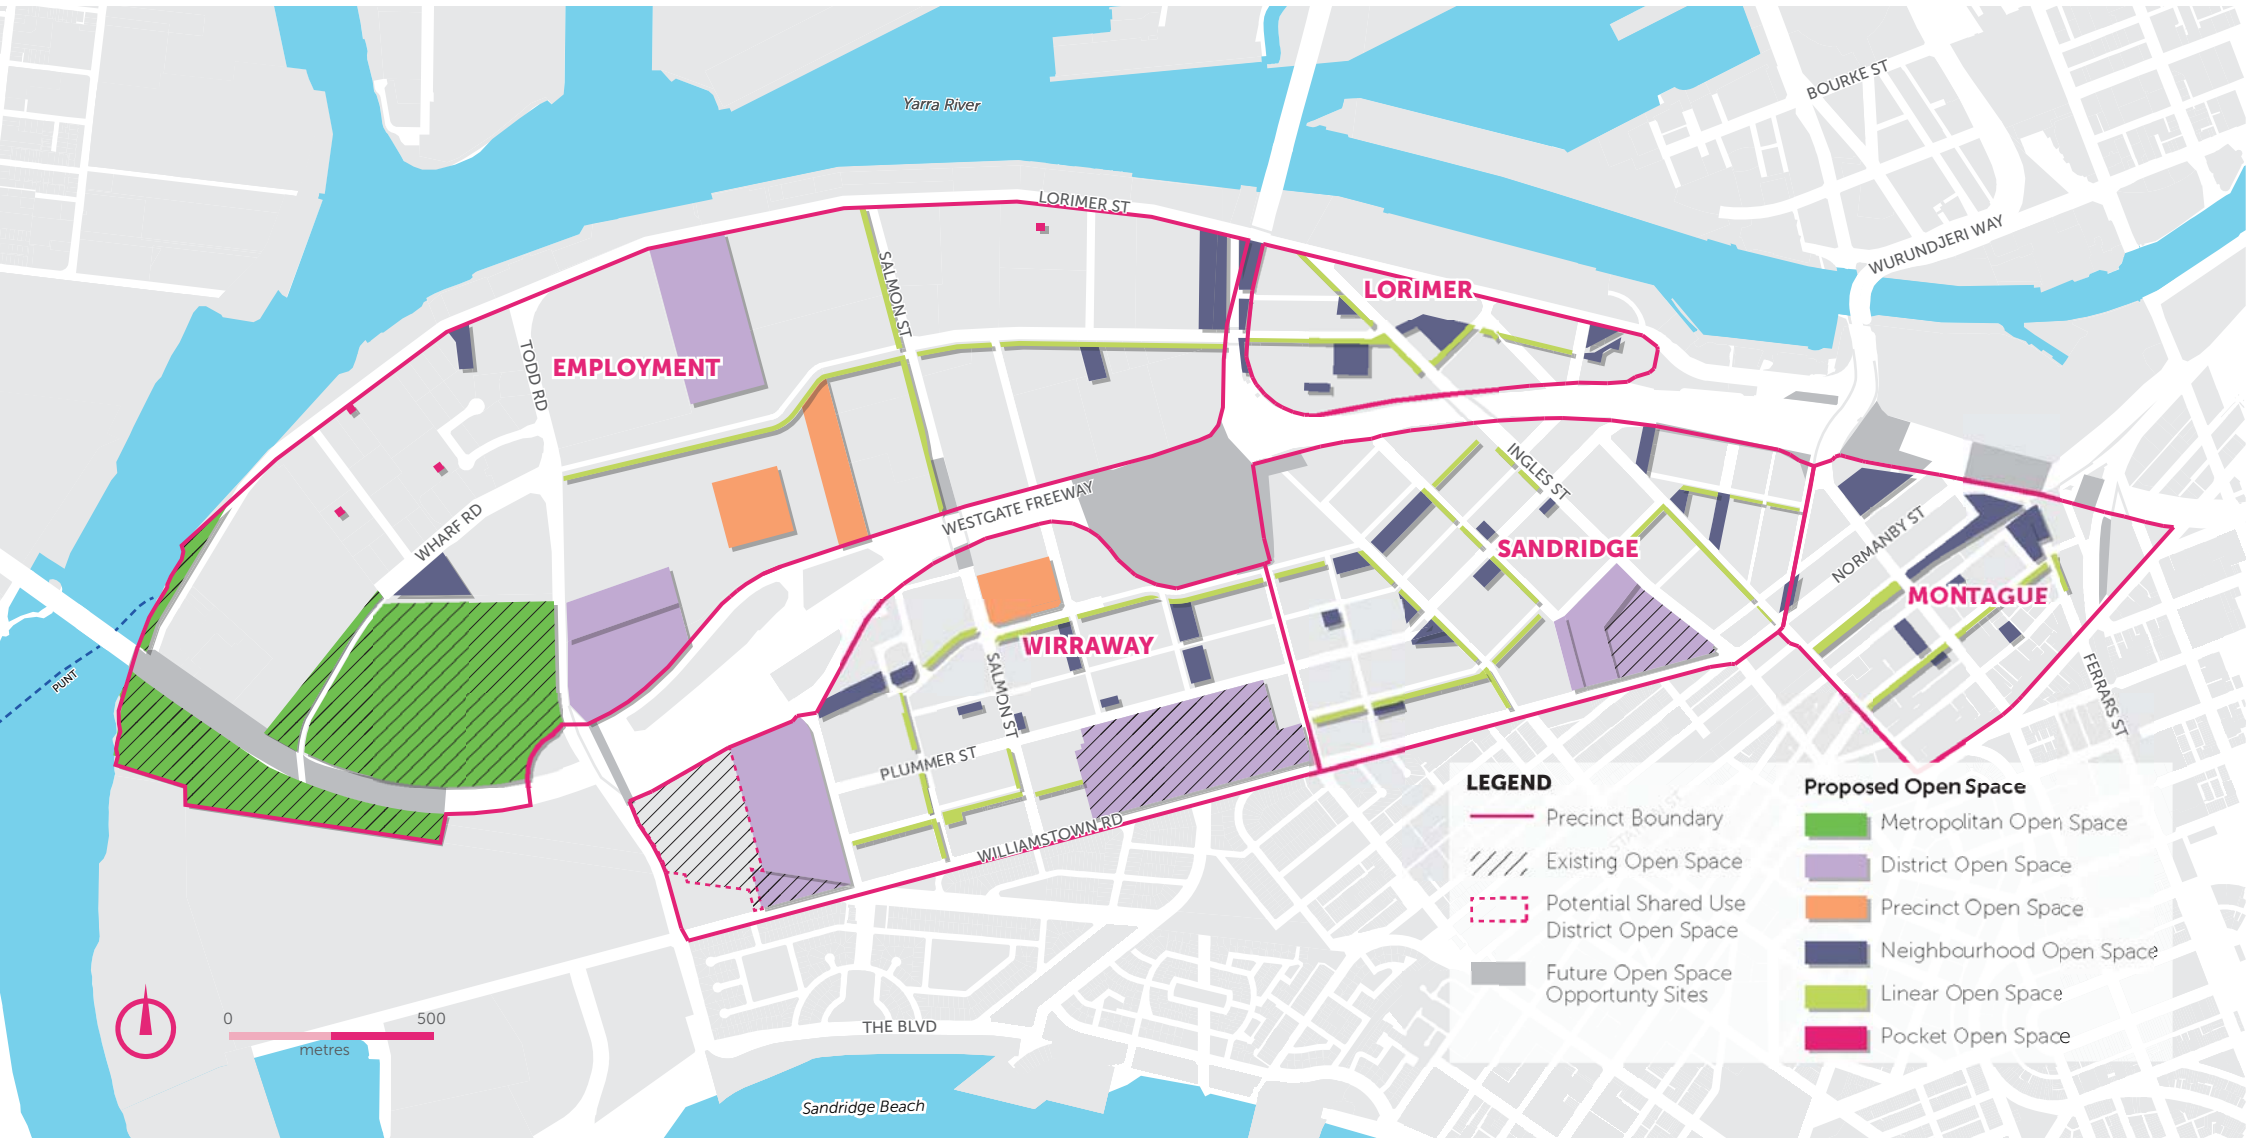 BOURKE ST
Yarra River
LORIMER ST
WURUNDJERI WAY
SALMON ST
LORIMER
TODD RD
EMPLOYMENT
INGLES ST
WESTGATE FREEWAY
WHARF RD
NORMANBY ST
SANDRIDGE
MONTAGUE
WIRRAWAY
PUNT
SALMON ST
FERRARS ST
PLUMMER ST
WILLIAMSTOWN RD
LEGEND
Precinct Boundary
Existing Open Space
Potential Shared Use
District Open Space
Future Open Space
Opportunty Sites
Proposed Open Space
Metropolitan Open Space
District Open Space
Precinct Open Space
Neighbourhood Open Space
Linear Open Space
Pocket Open Space
0 500
metres
THE BLVD
Sandridge Beach